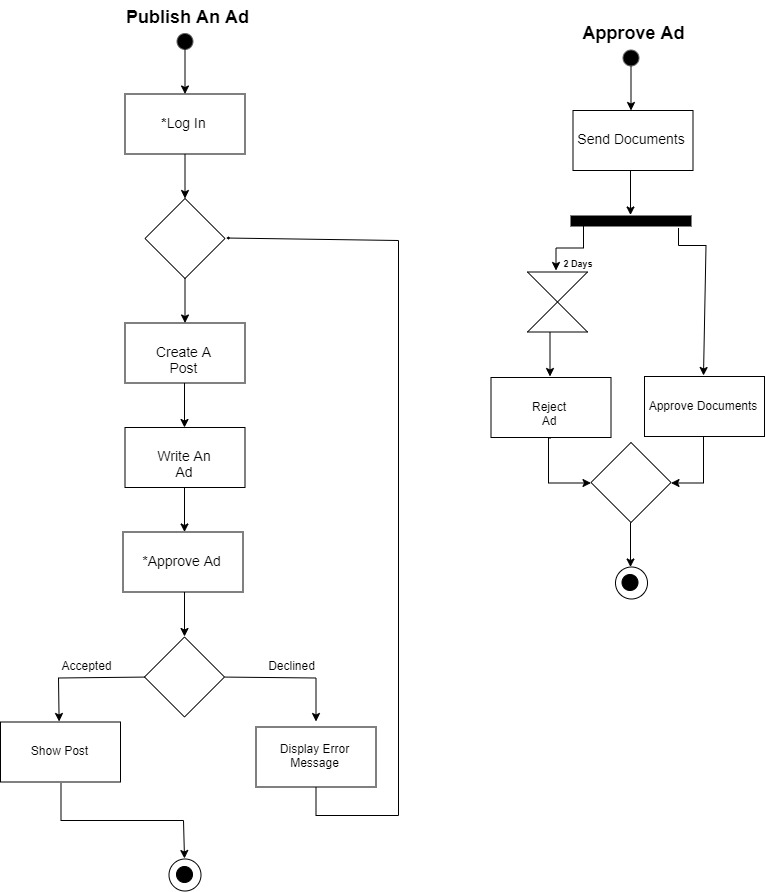 Publish An Ad
*Log In
Create A
Post
Write An
Ad
*Approve Ad
Accepted
Declined
Show Post
Display Error
Message
Approve Ad
Send Documents
2 Days
Reject
Ad
Approve Documents